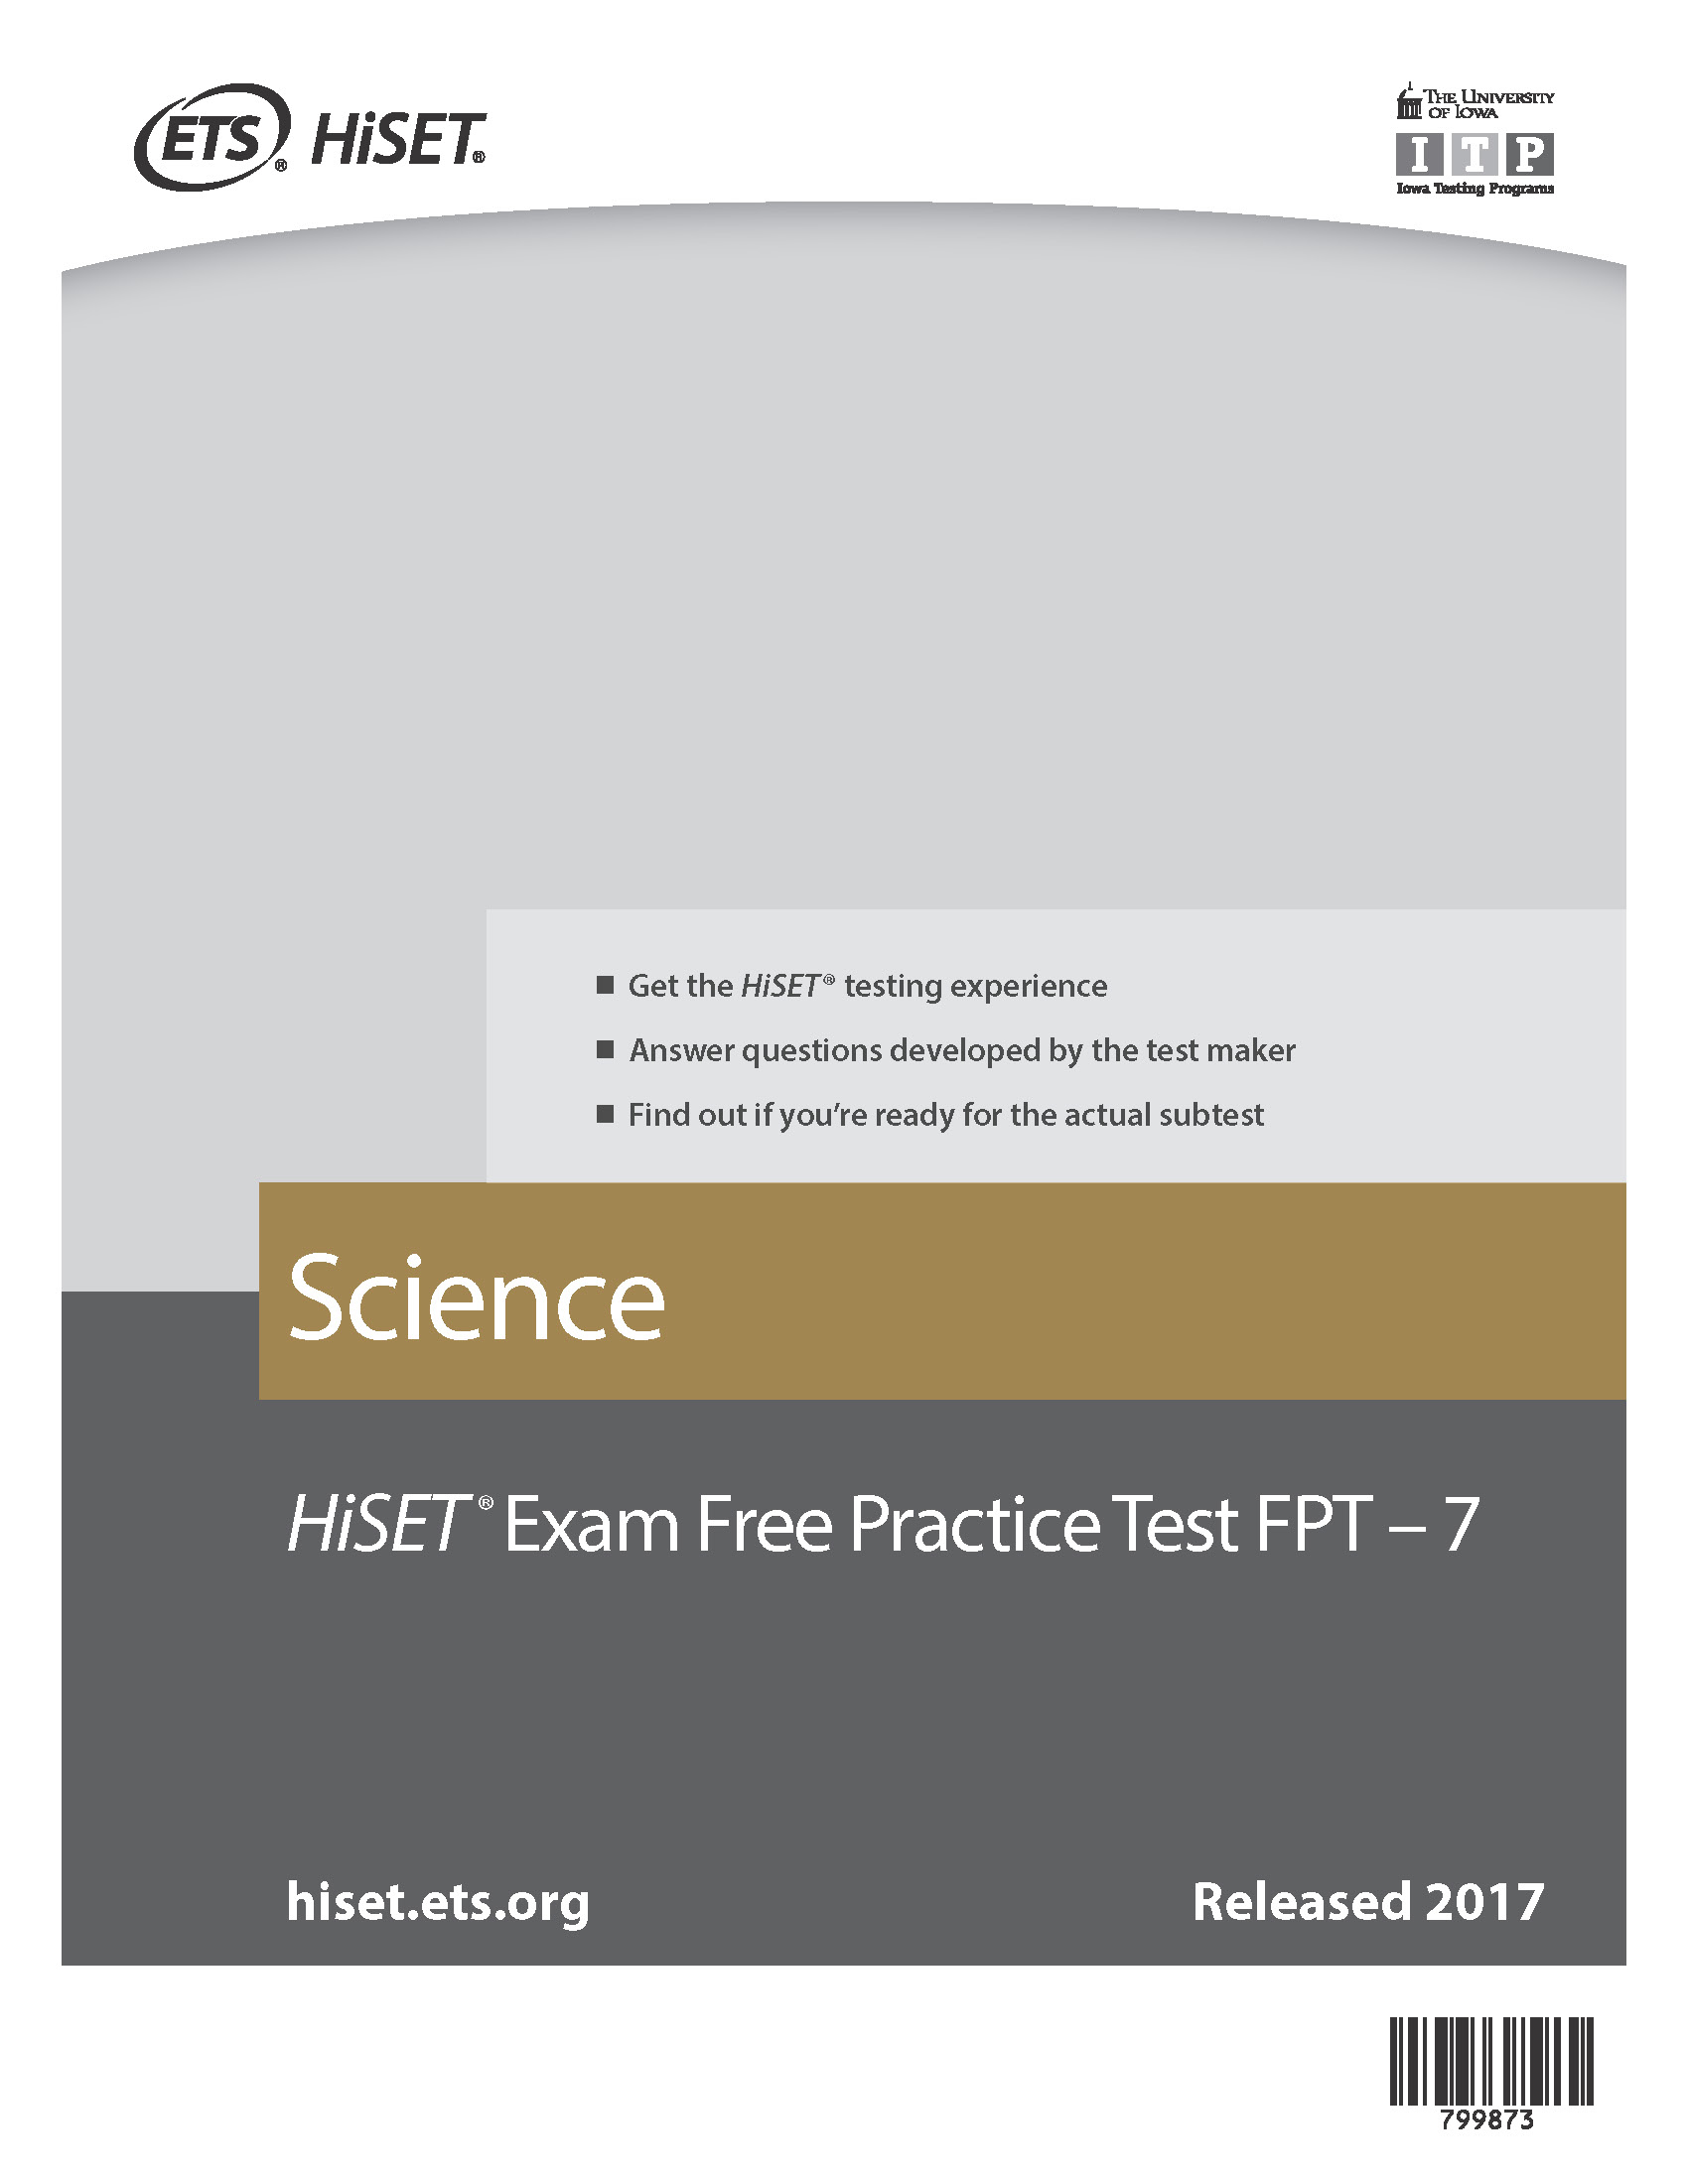 ETS® HiSET®
THE UNIVERSITY
OF IOWA
I T P
Iowa Testing Programs
■ Get the HiSET® testing experience
■ Answer questions developed by the test maker
■ Find out if you’re ready for the actual subtest
Science
HiSET® Exam Free Practice Test FPT – 7
hiset.ets.org
Released 2017
799873